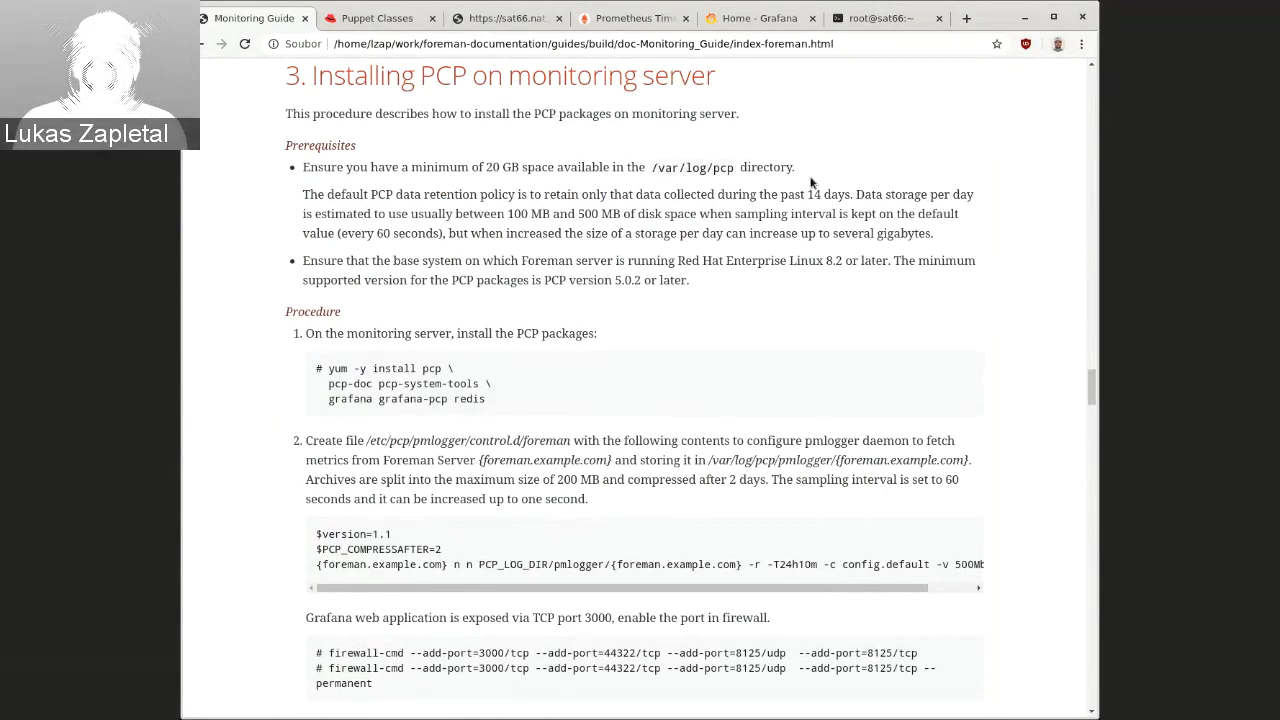 Monitoring Guide
Puppet Classes
https://sat66.nat
Prometheus Tim
Home - Grafana
root@sat66:~
Soubor
/home/lzap/work/foreman-documentation/guides/build/doc-Monitoring_Guide/index-foreman.html
Lukas Zapletal
3. Installing PCP on monitoring server
This procedure describes how to install the PCP packages on monitoring server.
Prerequisites
Ensure you have a minimum of 20 GB space available in the /var/log/pcp directory.
The default PCP data retention policy is to retain only that data collected during the past 14 days. Data storage per day
is estimated to use usually between 100 MB and 500 MB of disk space when sampling interval is kept on the default
value (every 60 seconds), but when increased the size of a storage per day can increase up to several gigabytes.
Ensure that the base system on which Foreman server is running Red Hat Enterprise Linux 8.2 or later. The minimum
supported version for the PCP packages is PCP version 5.0.2 or later.
Procedure
1. On the monitoring server, install the PCP packages:
# yum -y install pcp \
pcp-doc pcp-system-tools \
grafana grafana-pcp redis
2. Create file /etc/pcp/pmlogger/control.d/foreman with the following contents to configure pmlogger daemon to fetch
metrics from Foreman Server {foreman.example.com} and storing it in /var/log/pcp/pmlogger/{foreman.example.com}.
Archives are split into the maximum size of 200 MB and compressed after 2 days. The sampling interval is set to 60
seconds and it can be increased up to one second.
$version=1.1
$PCP_COMPRESSAFTER=2
{foreman.example.com} n n PCP_LOG_DIR/pmlogger/{foreman.example.com} -r -T24h10m -c config.default -v 500Mb
Grafana web application is exposed via TCP port 3000, enable the port in firewall.
# firewall-cmd --add-port=3000/tcp --add-port=44322/tcp --add-port=8125/udp --add-port=8125/tcp
# firewall-cmd --add-port=3000/tcp --add-port=44322/tcp --add-port=8125/udp --add-port=8125/tcp --
permanent